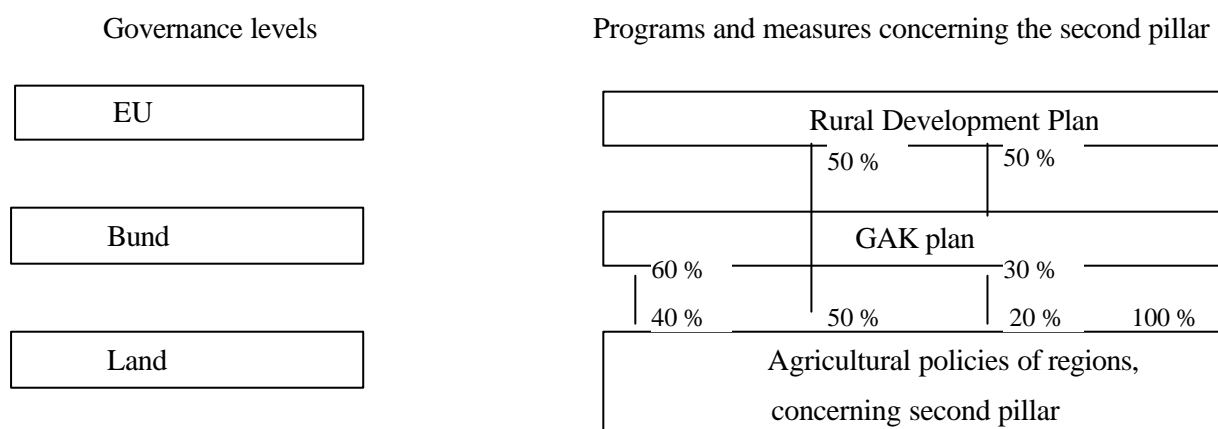 Governance levels Programs and measures concerning the second pillar
EU Rural Development Plan
50 % 50 %
Bund GAK plan
60 % 30 %
40 % 50 % 20 % 100 %
Land Agricultural policies of regions,
concerning second pillar